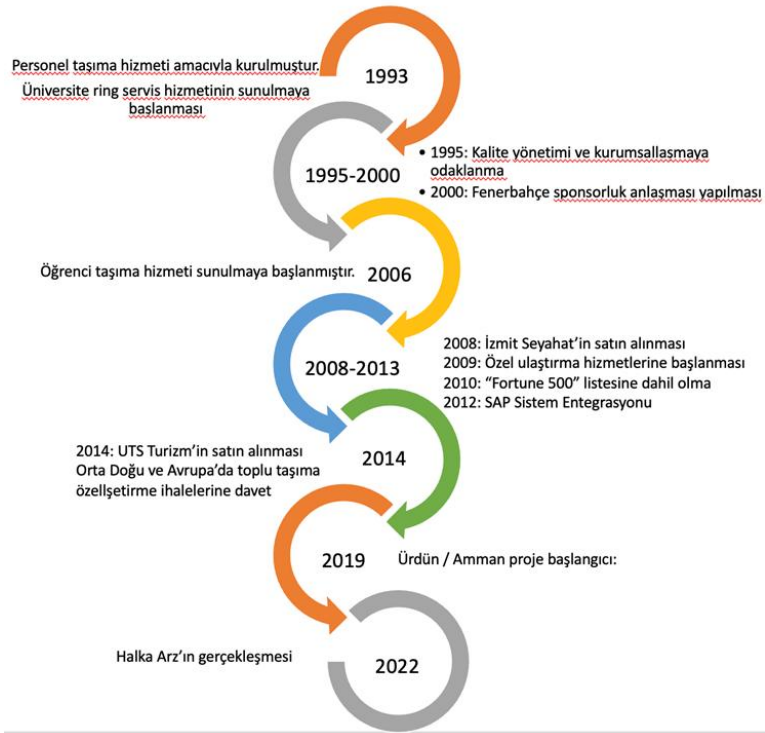 Personel taşıma hizmeti amacıyla kurulmuştur.
Üniversite ring servis hizmetinin sunulmaya
başlanması
1993
1995-2000
• 1995: Kalite yönetimi ve kurumsallasmaya
odaklanma
• 2000: Fenerbahçe sponsorluk anlaşması yapılması
Öğrenci taşıma hizmeti sunulmaya başlanmıştır.
2006
2008-2013
2008: İzmit Seyahat’in satın alınması
2009: Özel ulaştırma hizmetlerine başlanması
2010: “Fortune 500” listesine dahil olma
2012: SAP Sistem Entegrasyonu
2014: UTS Turizm’in satın alınması
Orta Doğu ve Avrupa’da toplu taşıma
özellşetirme ihalelerine davet
2014
2019
Ürdün / Amman proje başlangıcı:
Halka Arz’ın gerçekleşmesi
2022